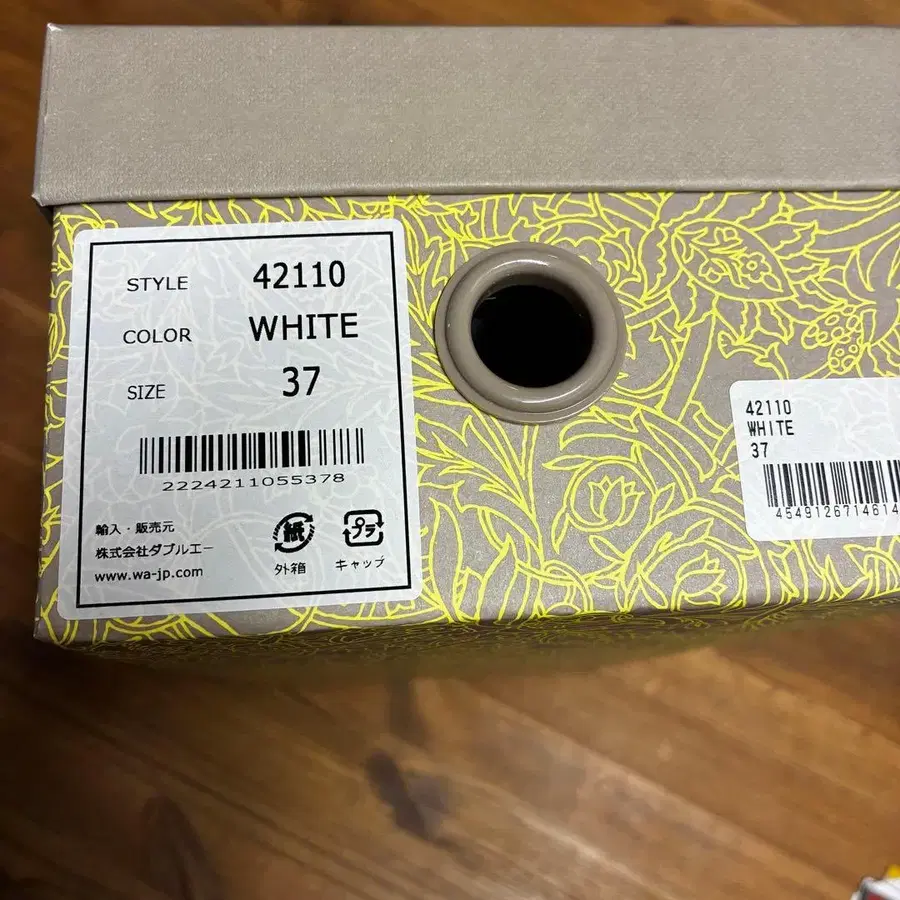 STYLE 42110
COLOR WHITE
SIZE 37
2224211055378
輸入・販売元
株式会社ダブルエー
www.wa-jp.com
紙
外箱
プラ
キャップ
42110
WHITE
37
4549126714614